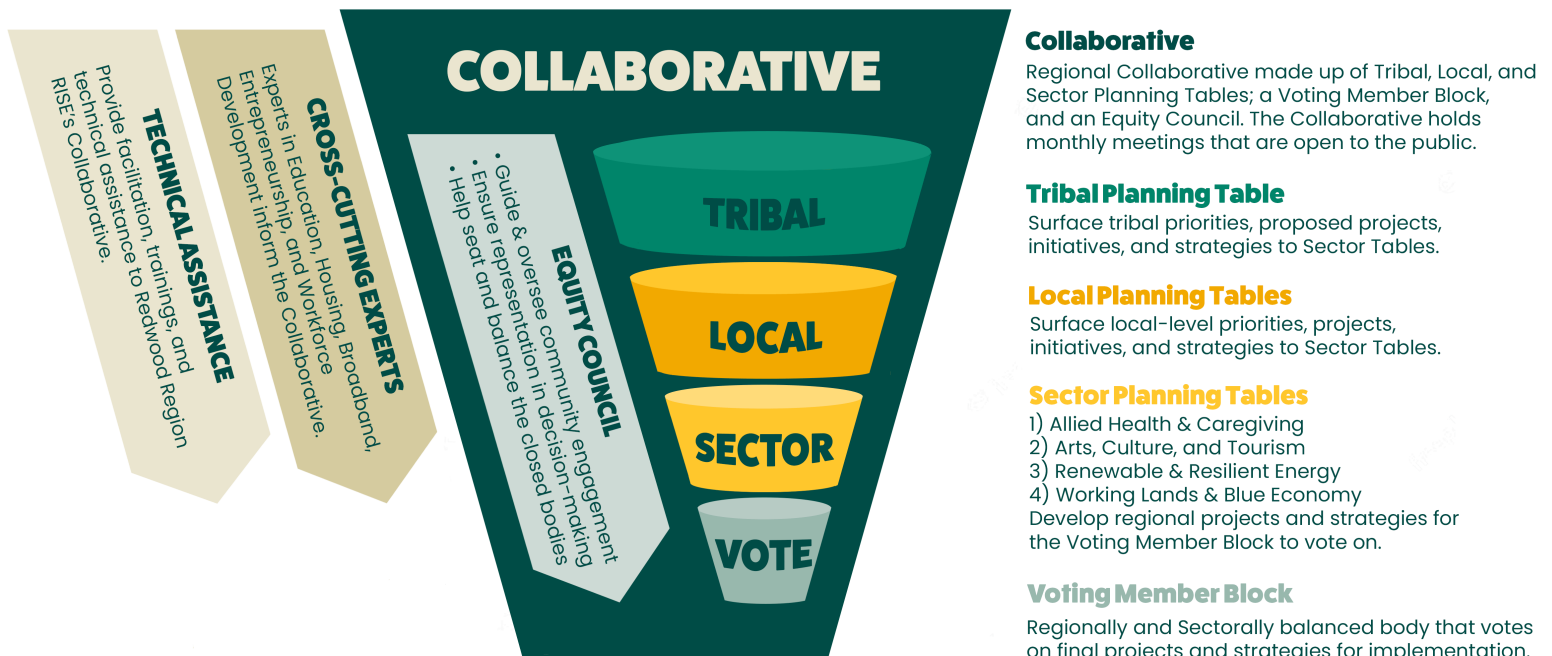 TECHNICAL ASSISTANCE
Provide facilitation, trainings, and
technical assistance to Redwood Region
RISE's Collaborative.
CROSS-CUTTING EXPERTS
Experts in Education, Housing, Broadband,
Entrepreneurship, and Workforce
Development inform the Collaborative.
COLLABORATIVE
EQUITY COUNCIL
• Guide & oversee community engagement
• Ensure representation in decision-making
• Help seat and balance the closed bodies
TRIBAL
LOCAL
SECTOR
VOTE
Collaborative
Regional Collaborative made up of Tribal, Local, and
Sector Planning Tables; a Voting Member Block,
and an Equity Council. The Collaborative holds
monthly meetings that are open to the public.
Tribal Planning Table
Surface tribal priorities, proposed projects,
initiatives, and strategies to Sector Tables.
Local Planning Tables
Surface local-level priorities, projects,
initiatives, and strategies to Sector Tables.
Sector Planning Tables
1) Allied Health & Caregiving
2) Arts, Culture, and Tourism
3) Renewable & Resilient Energy
4) Working Lands & Blue Economy
Develop regional projects and strategies for
the Voting Member Block to vote on.
Voting Member Block
Regionally and Sectorally balanced body that votes
on final projects and strategies for implementation.